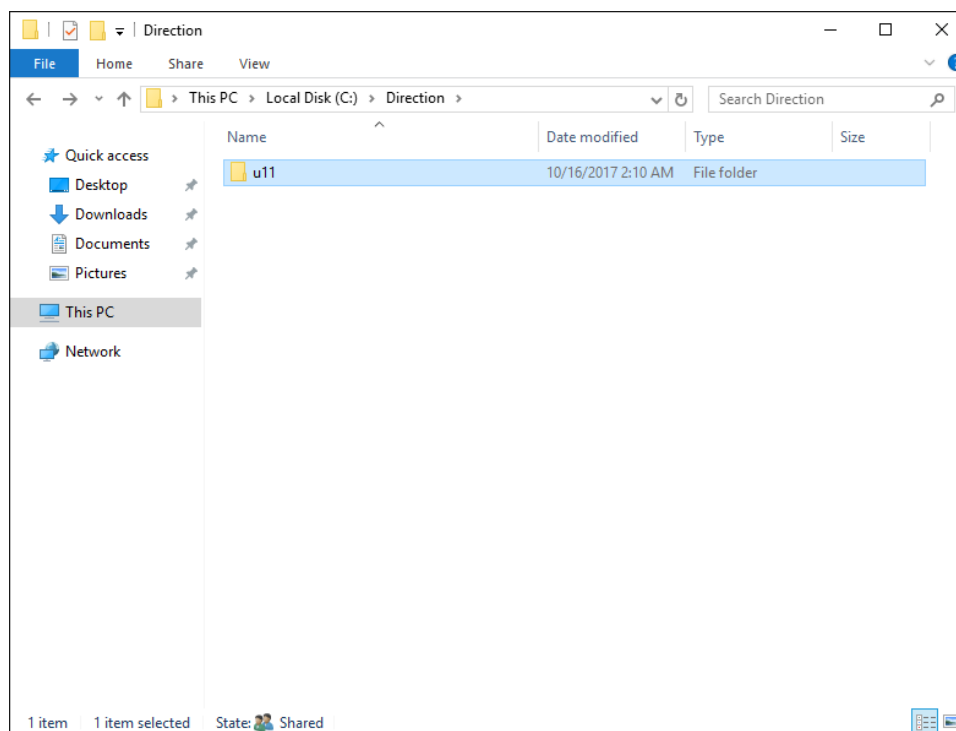 Direction
File Home Share View
This PC > Local Disk (C:) > Direction > Search Direction
Name Date modified Type Size
Quick access
u11 10/16/2017 2:10 AM File folder
Desktop
Downloads
Documents
Pictures
This PC
Network
1 item 1 item selected State: Shared